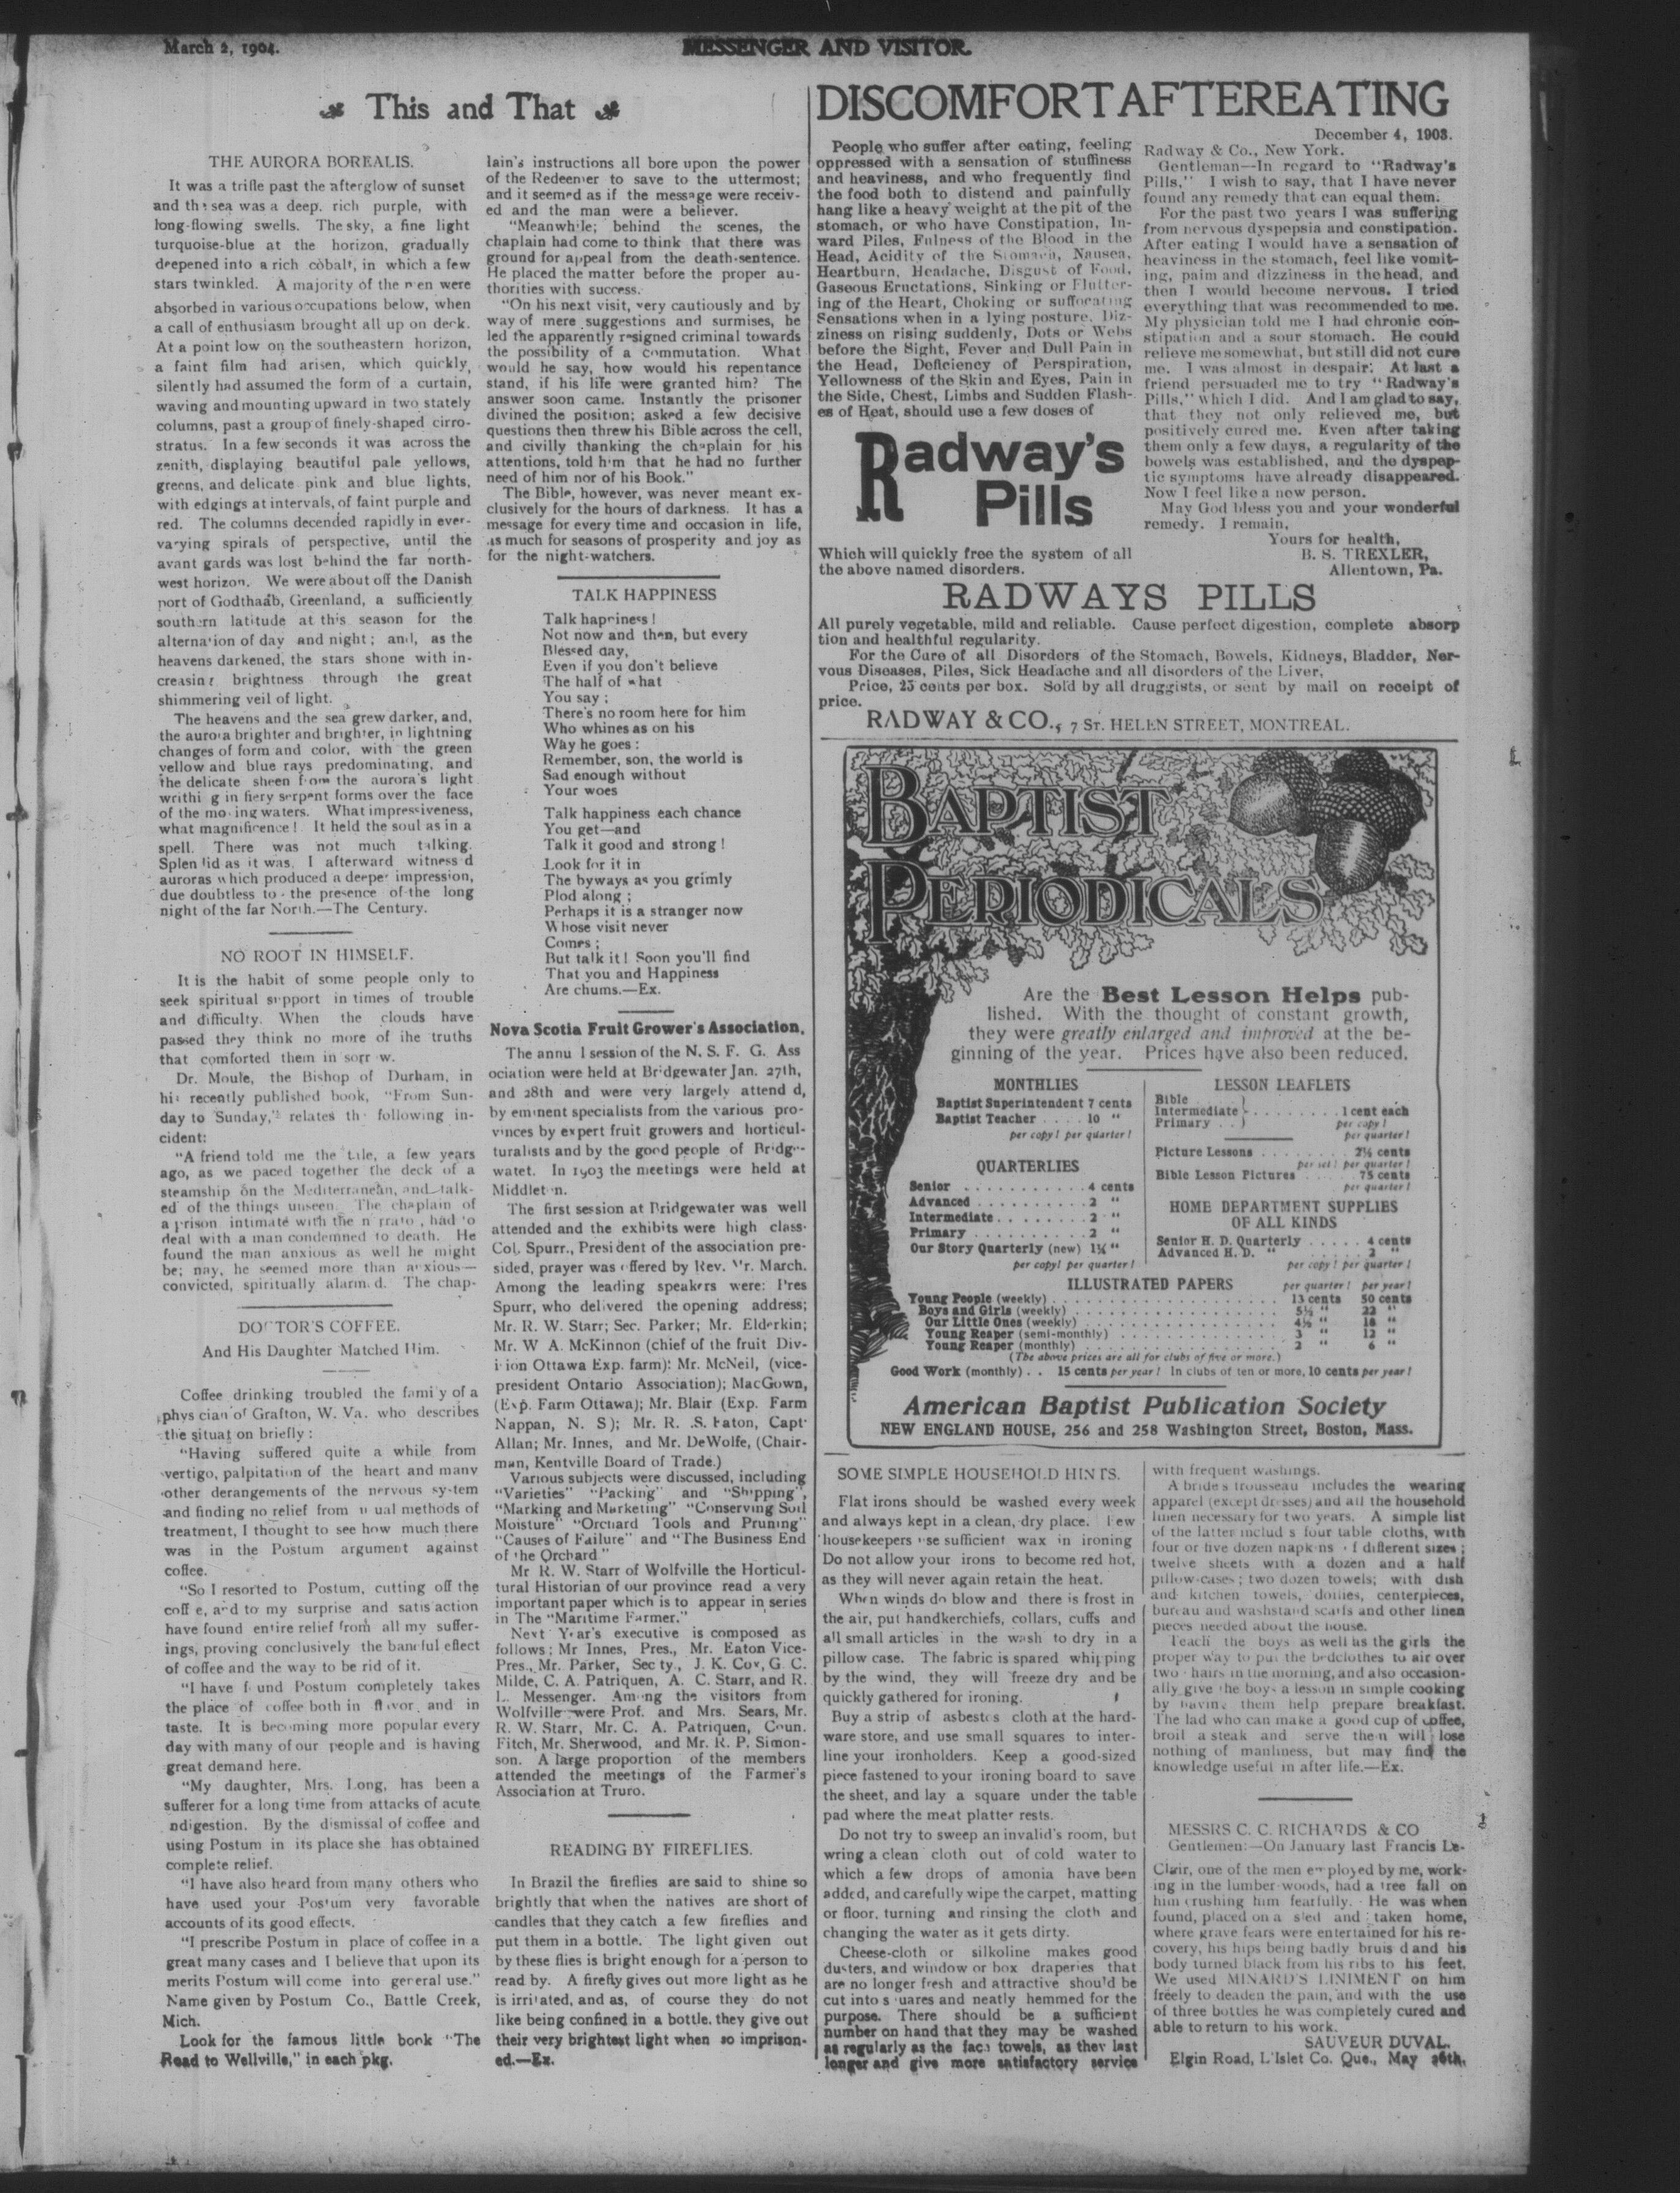 March 2, 1904.
MESSENGER AND VISITOR.
This and That
THE AURORA BOREALIS.
It was a trifle past the afterglow of sunset
and the sea was a deep. rich purple, with
long-flowing swells. The sky, a fine light
turquoise-blue at the horizon, gradually
deepened into a rich cobalt, in which a few
stars twinkled. A majority of the men were
absorbed in various occupations below, when
a call of enthusiasm brought all up on deck.
At a point low on the southeastern horizon,
a faint film had arisen, which quickly,
silently had assumed the form of a curtain,
waving and mounting upward in two stately
columns, past a group of finely-shaped cirro-
stratus. In a few seconds it was across the
zenith, displaying beautiful pale yellows,
greens, and delicate pink and blue lights,
with edgings at intervals, of faint purple and
red. The columns decended rapidly in ever-
varying spirals of perspective, until the
avant gards was lost behind the far north-
west horizon. We were about off the Danish
port of Godthaab, Greenland, a sufficiently
southern latitude at this season for the
alternation of day and night; and, as the
heavens darkened, the stars shone with in-
creasing brightness through the great
shimmering veil of light.
The heavens and the sea grew darker, and,
the aurora brighter and brighter, in lightning
changes of form and color, with the green
yellow and blue rays predominating, and
the delicate sheen from the aurora's light
writhi g in fiery serpent forms over the face
of the mo ing waters. What impressiveness,
what magnificence! It held the soul as in a
spell. There was not much talking.
Splen did as it was, I afterward witness d
auroras which produced a deeper impression,
due doubtless to the presence of the long
night of the far North.—The Century.
NO ROOT IN HIMSELF.
It is the habit of some people only to
seek spiritual support in times of trouble
and difficulty. When the clouds have
passed they think no more of the truths
that comforted them in sorr w.
Dr. Moule, the Bishop of Durham, in
his recently published book, "From Sun-
day to Sunday," relates the following in-
cident:
"A friend told me the tale, a few years
ago, as we paced together the deck of a
steamship on the Mediterranean, and talk-
ed of the things unseen. The chaplain of
a prison intimate with the n rrato , had to
deal with a man condemned to death. He
found the man anxious as well he might
be; nay, he seemed more than anxious—
convicted, spiritually alarm d. The chap-
DOCTOR'S COFFEE.
And His Daughter Matched Him.
Coffee drinking troubled the family of a
phys cian of Grafton, W. Va. who describes
the situat on briefly:
"Having suffered quite a while from
vertigo, palpitation of the heart and many
other derangements of the nervous system
and finding no relief from u ual methods of
treatment, I thought to see how much there
was in the Postum argument against
coffee.
"So I resorted to Postum, cutting off the
coff e, and to my surprise and satis action
have found entire relief from all my suffer-
ings, proving conclusively the baneful effect
of coffee and the way to be rid of it.
"I have f und Postum completely takes
the place of coffee both in flavor and in
taste. It is becoming more popular every
day with many of our people and is having
great demand here.
"My daughter, Mrs. Long, has been a
sufferer for a long time from attacks of acute
ndigestion. By the dismissal of coffee and
using Postum in its place she has obtained
complete relief.
"I have also heard from many others who
have used your Postum very favorable
accounts of its good effects.
"I prescribe Postum in place of coffee in a
great many cases and I believe that upon its
merits Postum will come into general use."
Name given by Postum Co., Battle Creek,
Mich.
Look for the famous little book "The
Road to Wellville," in each pkg.
lain's instructions all bore upon the power
of the Redeemer to save to the uttermost;
and it seemed as if the message were receiv-
ed and the man were a believer.
"Meanwhile; behind the scenes, the
chaplain had come to think that there was
ground for appeal from the death-sentence.
He placed the matter before the proper au-
thorities with success.
"On his next visit, very cautiously and by
way of mere suggestions and surmises, he
led the apparently resigned criminal towards
the possibility of a commutation. What
would he say, how would his repentance
stand, if his life were granted him? The
answer soon came. Instantly the prisoner
divined the position; asked a few decisive
questions then threw his Bible across the cell,
and civilly thanking the chaplain for his
attentions, told him that he had no further
need of him nor of his Book."
The Bible, however, was never meant ex-
clusively for the hours of darkness. It has a
message for every time and occasion in life,
as much for seasons of prosperity and joy as
for the night-watchers.
TALK HAPPINESS
Talk happiness!
Not now and then, but every
Blessed day,
Even if you don't believe
The half of what
You say;
There's no room here for him
Who whines as on his
Way he goes:
Remember, son, the world is
Sad enough without
Your woes
Talk happiness each chance
You get—and
Talk it good and strong!
Look for it in
The byways as you grimly
Plod along;
Perhaps it is a stranger now
Whose visit never
Comes;
But talk it! Soon you'll find
That you and Happiness
Are chums.—Ex.
Nova Scotia Fruit Grower's Association.
The annu l session of the N. S. F. G. Ass
ociation were held at Bridgewater Jan. 27th,
and 28th and were very largely attend d,
by eminent specialists from the various pro-
vinces by expert fruit growers and horticul-
turalists and by the good people of Bridge-
watet. In 1903 the meetings were held at
Middlet n.
The first session at Bridgewater was well
attended and the exhibits were high class.
Col. Spurr., President of the association pre-
sided, prayer was offered by Rev. Mr. March.
Among the leading speakers were: Pres
Spurr, who delivered the opening address;
Mr. R. W. Starr; Sec. Parker; Mr. Elderkin;
Mr. W A. McKinnon (chief of the fruit Div-
i ion Ottawa Exp. farm): Mr. McNeil, (vice-
president Ontario Association); MacGown,
(Exp. Farm Ottawa); Mr. Blair (Exp. Farm
Nappan, N. S); Mr. R. S. Eaton, Capt.
Allan; Mr. Innes, and Mr. DeWolfe, (Chair-
man, Kentville Board of Trade.)
Various subjects were discussed, including
"Varieties" "Packing" and "Shipping",
"Marking and Marketing" "Conserving Soil
Moisture" "Orchard Tools and Pruning"
"Causes of Failure" and "The Business End
of the Orchard"
Mr R. W. Starr of Wolfville the Horticul-
tural Historian of our province read a very
important paper which is to appear in series
in The "Maritime Farmer."
Next Year's executive is composed as
follows; Mr Innes, Pres., Mr. Eaton Vice-
Pres., Mr. Parker, Sec ty., J. K. Cox, G. C.
Milde, C. A. Patriquen, A. C. Starr, and R.
L. Messenger. Among the visitors from
Wolfville were Prof. and Mrs. Sears, Mr.
R. W. Starr, Mr. C. A. Patriquen, Coun.
Fitch, Mr. Sherwood, and Mr. R. P. Simon-
son. A large proportion of the members
attended the meetings of the Farmer's
Association at Truro.
READING BY FIREFLIES.
In Brazil the fireflies are said to shine so
brightly that when the natives are short of
candles that they catch a few fireflies and
put them in a bottle. The light given out
by these flies is bright enough for a person to
read by. A firefly gives out more light as he
is irritated, and as, of course they do not
like being confined in a bottle. they give out
their very brightest light when so imprison-
ed.—Ex.
DISCOMFORT AFTER EATING
People who suffer after eating, feeling
oppressed with a sensation of stuffiness
and heaviness, and who frequently find
the food both to distend and painfully
hang like a heavy weight at the pit of the
stomach, or who have Constipation, In-
ward Piles, Fulness of the Blood in the
Head, Acidity of the Stomach, Nausea,
Heartburn, Headache, Disgust of Food,
Gaseous Eructations, Sinking or Flutter-
ing of the Heart, Choking or suffocating
Sensations when in a lying posture, Diz-
ziness on rising suddenly, Dots or Webs
before the Sight, Fever and Dull Pain in
the Head, Deficiency of Perspiration,
Yellowness of the Skin and Eyes, Pain in
the Side, Chest, Limbs and Sudden Flash-
es of Heat, should use a few doses of
Radway's
Pills
Which will quickly free the system of all
the above named disorders.
December 4, 1903.
Radway & Co., New York.
Gentleman—In regard to "Radway's
Pills," I wish to say, that I have never
found any remedy that can equal them.
For the past two years I was suffering
from nervous dyspepsia and constipation.
After eating I would have a sensation of
heaviness in the stomach, feel like vomit-
ing, paim and dizziness in the head, and
then I would become nervous. I tried
everything that was recommended to me.
My physician told me I had chronic con-
stipation and a sour stomach. He could
relieve me somewhat, but still did not cure
me. I was almost in despair. At last a
friend persuaded me to try "Radway's
Pills," which I did. And I am glad to say,
that they not only relieved me, but
positively cured me. Even after taking
them only a few days, a regularity of the
bowels was established, and the dyspep-
tic symptoms have already disappeared.
Now I feel like a new person.
May God bless you and your wonderful
remedy. I remain,
Yours for health,
B. S. TREXLER,
Allentown, Pa.
RADWAYS PILLS
All purely vegetable, mild and reliable. Cause perfect digestion, complete absorp
tion and healthful regularity.
For the Cure of all Disorders of the Stomach, Bowels, Kidneys, Bladder, Ner-
vous Diseases, Piles, Sick Headache and all disorders of the Liver,
Price, 25 cents per box. Sold by all druggists, or sent by mail on receipt of
price.
RADWAY & CO., 7 ST. HELEN STREET, MONTREAL.
BAPTIST
PERIODICALS
Are the Best Lesson Helps pub-
lished. With the thought of constant growth,
they were greatly enlarged and improved at the be-
ginning of the year. Prices have also been reduced.
MONTHLIES
Baptist Superintendent 7 cents
Baptist Teacher .... 10 "
per copy! per quarter!
QUARTERLIES
Senior ........... 4 cents
Advanced .......... 2 "
Intermediate ........ 2 "
Primary .......... 2 "
Our Story Quarterly (new) 1¼ "
per copy! per quarter!
LESSON LEAFLETS
Bible
Intermediate ........ 1 cent each
Primary
per copy!
per quarter!
Picture Lessons ........ 2½ cents
per set! per quarter!
Bible Lesson Pictures .... 75 cents
per quarter!
HOME DEPARTMENT SUPPLIES
OF ALL KINDS
Senior H. D. Quarterly ..... 4 cents
Advanced H. D. " ..... 2 "
per copy! per quarter!
ILLUSTRATED PAPERS per quarter! per year!
Young People (weekly) .......... 13 cents 50 cents
Boys and Girls (weekly) .......... 5½ " 22 "
Our Little Ones (weekly) .......... 4½ " 18 "
Young Reaper (semi-monthly) .......... 3 " 12 "
Young Reaper (monthly) .......... 2 " 6 "
(The above prices are all for clubs of five or more.)
Good Work (monthly) . . 15 cents per year! In clubs of ten or more, 10 cents per year!
American Baptist Publication Society
NEW ENGLAND HOUSE, 256 and 258 Washington Street, Boston, Mass.
SOME SIMPLE HOUSEHOLD HINTS.
Flat irons should be washed every week
and always kept in a clean, dry place. Few
housekeepers use sufficient wax in ironing
Do not allow your irons to become red hot,
as they will never again retain the heat.
When winds do blow and there is frost in
the air, put handkerchiefs, collars, cuffs and
all small articles in the wash to dry in a
pillow case. The fabric is spared whipping
by the wind, they will freeze dry and be
quickly gathered for ironing.
Buy a strip of asbestos cloth at the hard-
ware store, and use small squares to inter-
line your ironholders. Keep a good-sized
piece fastened to your ironing board to save
the sheet, and lay a square under the table
pad where the meat platter rests.
Do not try to sweep an invalid's room, but
wring a clean cloth out of cold water to
which a few drops of amonia have been
added, and carefully wipe the carpet, matting
or floor, turning and rinsing the cloth and
changing the water as it gets dirty.
Cheese-cloth or silkoline makes good
dusters, and window or box draperies that
are no longer fresh and attractive should be
cut into s uares and neatly hemmed for the
purpose. There should be a sufficient
number on hand that they may be washed
as regularly as the face towels, as they last
longer and give more satisfactory service
with frequent washings.
A bride s trousseau includes the wearing
apparel (except dresses) and all the household
linen necessary for two years. A simple list
of the latter includ s four table cloths, with
four or five dozen napk ns of different sizes;
twelve sheets with a dozen and a half
pillow-cases; two dozen towels; with dish
and kitchen towels, doilies, centerpieces,
bureau and washstand scarfs and other linen
pieces needed about the house.
Teach the boys as well as the girls the
proper way to put the bedclothes to air over
two chairs in the morning, and also occasion-
ally give the boys a lesson in simple cooking
by having them help prepare breakfast.
The lad who can make a good cup of coffee,
broil a steak and serve them will lose
nothing of manliness, but may find the
knowledge useful in after life.—Ex.
MESSRS C. C. RICHARDS & CO
Gentlemen:—On January last Francis Le-
Clair, one of the men employed by me, work-
ing in the lumber woods, had a tree fall on
him crushing him fearfully. He was when
found, placed on a sled and taken home,
where grave fears were entertained for his re-
covery, his hips being badly bruis d and his
body turned black from his ribs to his feet.
We used MINARD'S LINIMENT on him
freely to deaden the pain, and with the use
of three bottles he was completely cured and
able to return to his work.
SAUVEUR DUVAL.
Elgin Road, L'Islet Co. Que., May 26th.